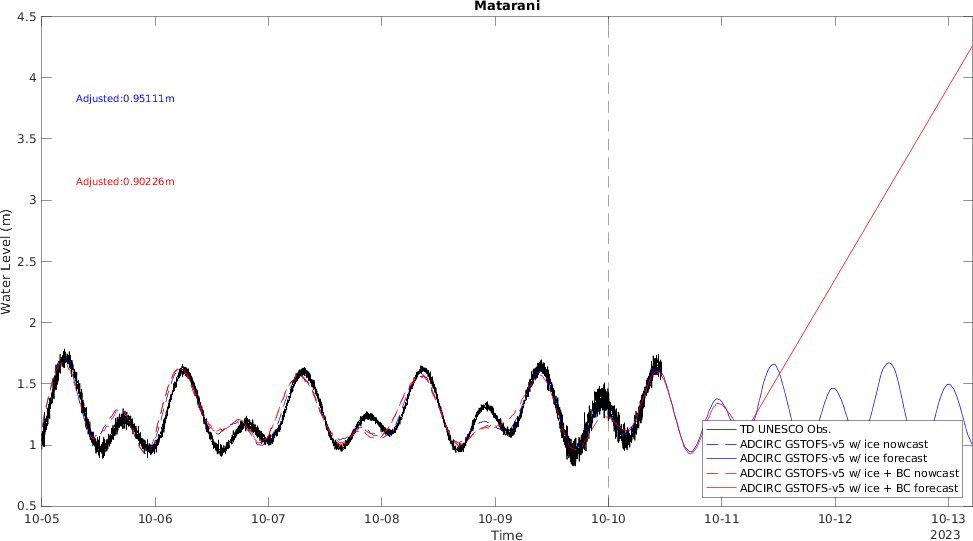 Matarani
4.5
4
3.5
3
2.5
2
1.5
1
0.5
Water Level (m)
Adjusted:0.95111m
Adjusted:0.90226m
TD UNESCO Obs.
ADCIRC GSTOFS-v5 w/ ice nowcast
ADCIRC GSTOFS-v5 w/ ice forecast
ADCIRC GSTOFS-v5 w/ ice + BC nowcast
ADCIRC GSTOFS-v5 w/ ice + BC forecast
10-05 10-06 10-07 10-08 10-09 10-10 10-11 10-12 10-13
2023
Time